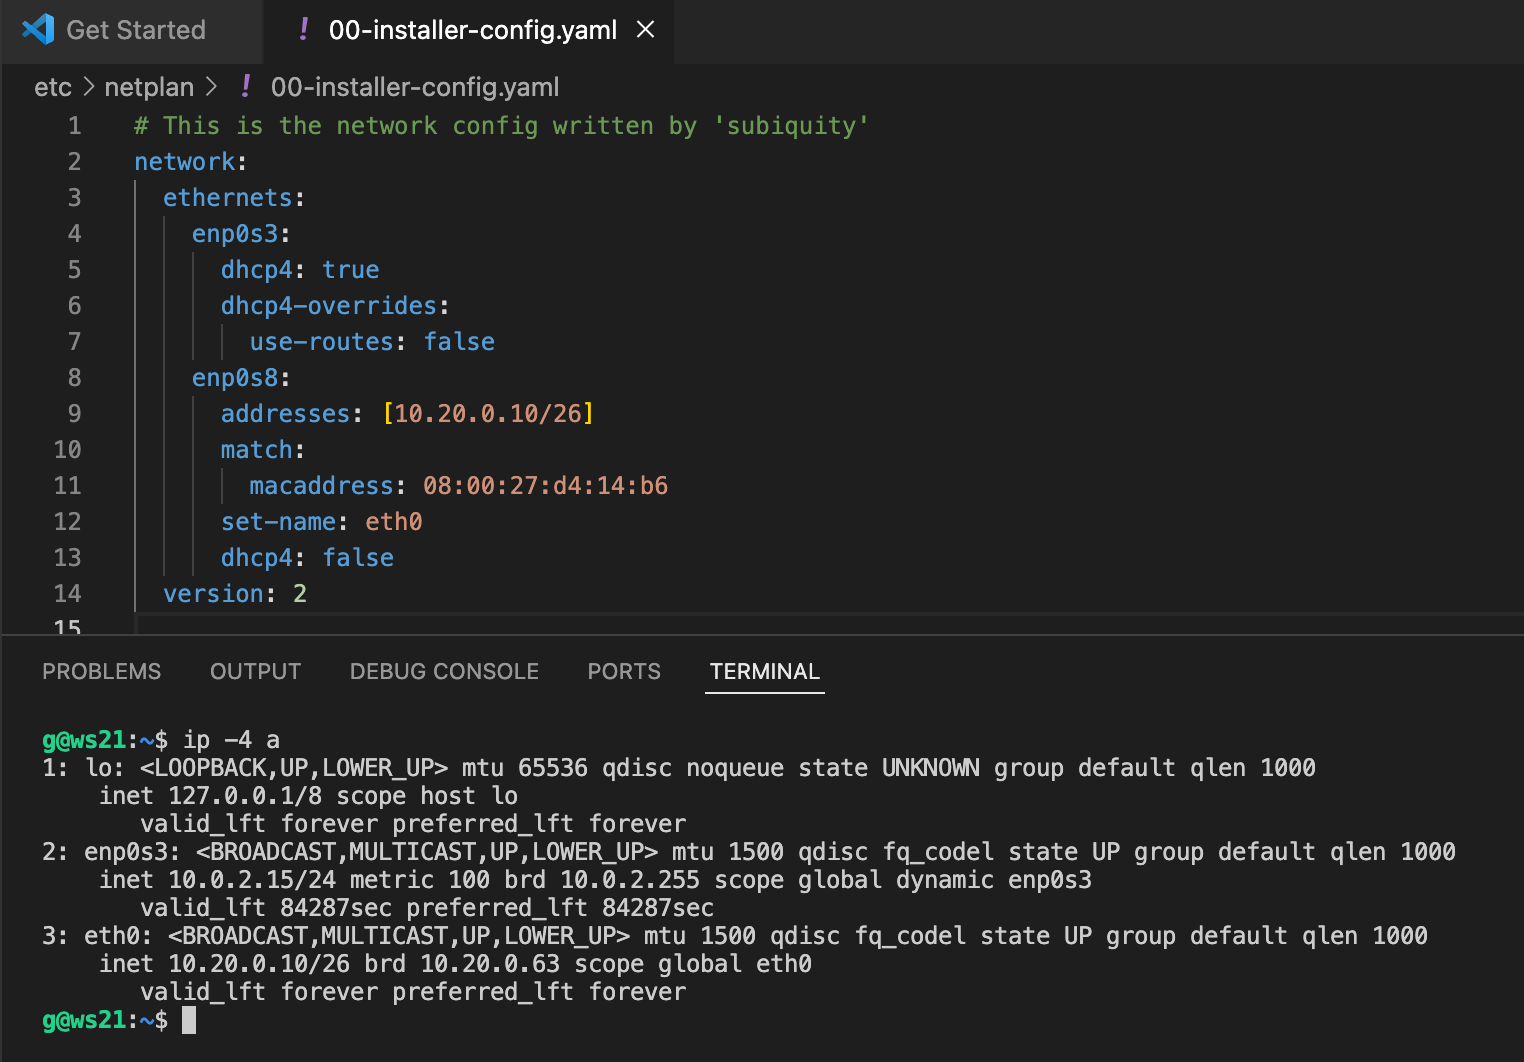 Get Started
! 00-installer-config.yaml ×
etc > netplan > ! 00-installer-config.yaml
1 # This is the network config written by 'subiquity'
2 network:
3   ethernets:
4     enp0s3:
5       dhcp4: true
6       dhcp4-overrides:
7         use-routes: false
8     enp0s8:
9       addresses: [10.20.0.10/26]
10       match:
11         macaddress: 08:00:27:d4:14:b6
12       set-name: eth0
13       dhcp4: false
14   version: 2
15
PROBLEMS OUTPUT DEBUG CONSOLE PORTS TERMINAL
g@ws21:~$ ip -4 a
1: lo: <LOOPBACK,UP,LOWER_UP> mtu 65536 qdisc noqueue state UNKNOWN group default qlen 1000
    inet 127.0.0.1/8 scope host lo
       valid_lft forever preferred_lft forever
2: enp0s3: <BROADCAST,MULTICAST,UP,LOWER_UP> mtu 1500 qdisc fq_codel state UP group default qlen 1000
    inet 10.0.2.15/24 metric 100 brd 10.0.2.255 scope global dynamic enp0s3
       valid_lft 84287sec preferred_lft 84287sec
3: eth0: <BROADCAST,MULTICAST,UP,LOWER_UP> mtu 1500 qdisc fq_codel state UP group default qlen 1000
    inet 10.20.0.10/26 brd 10.20.0.63 scope global eth0
       valid_lft forever preferred_lft forever
g@ws21:~$